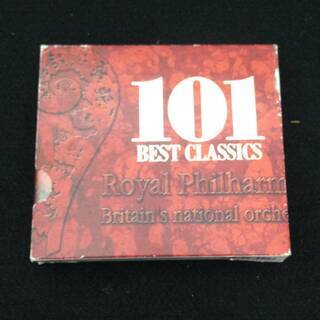 101
BEST CLASSICS
Royal Philharm
Britain's national orche